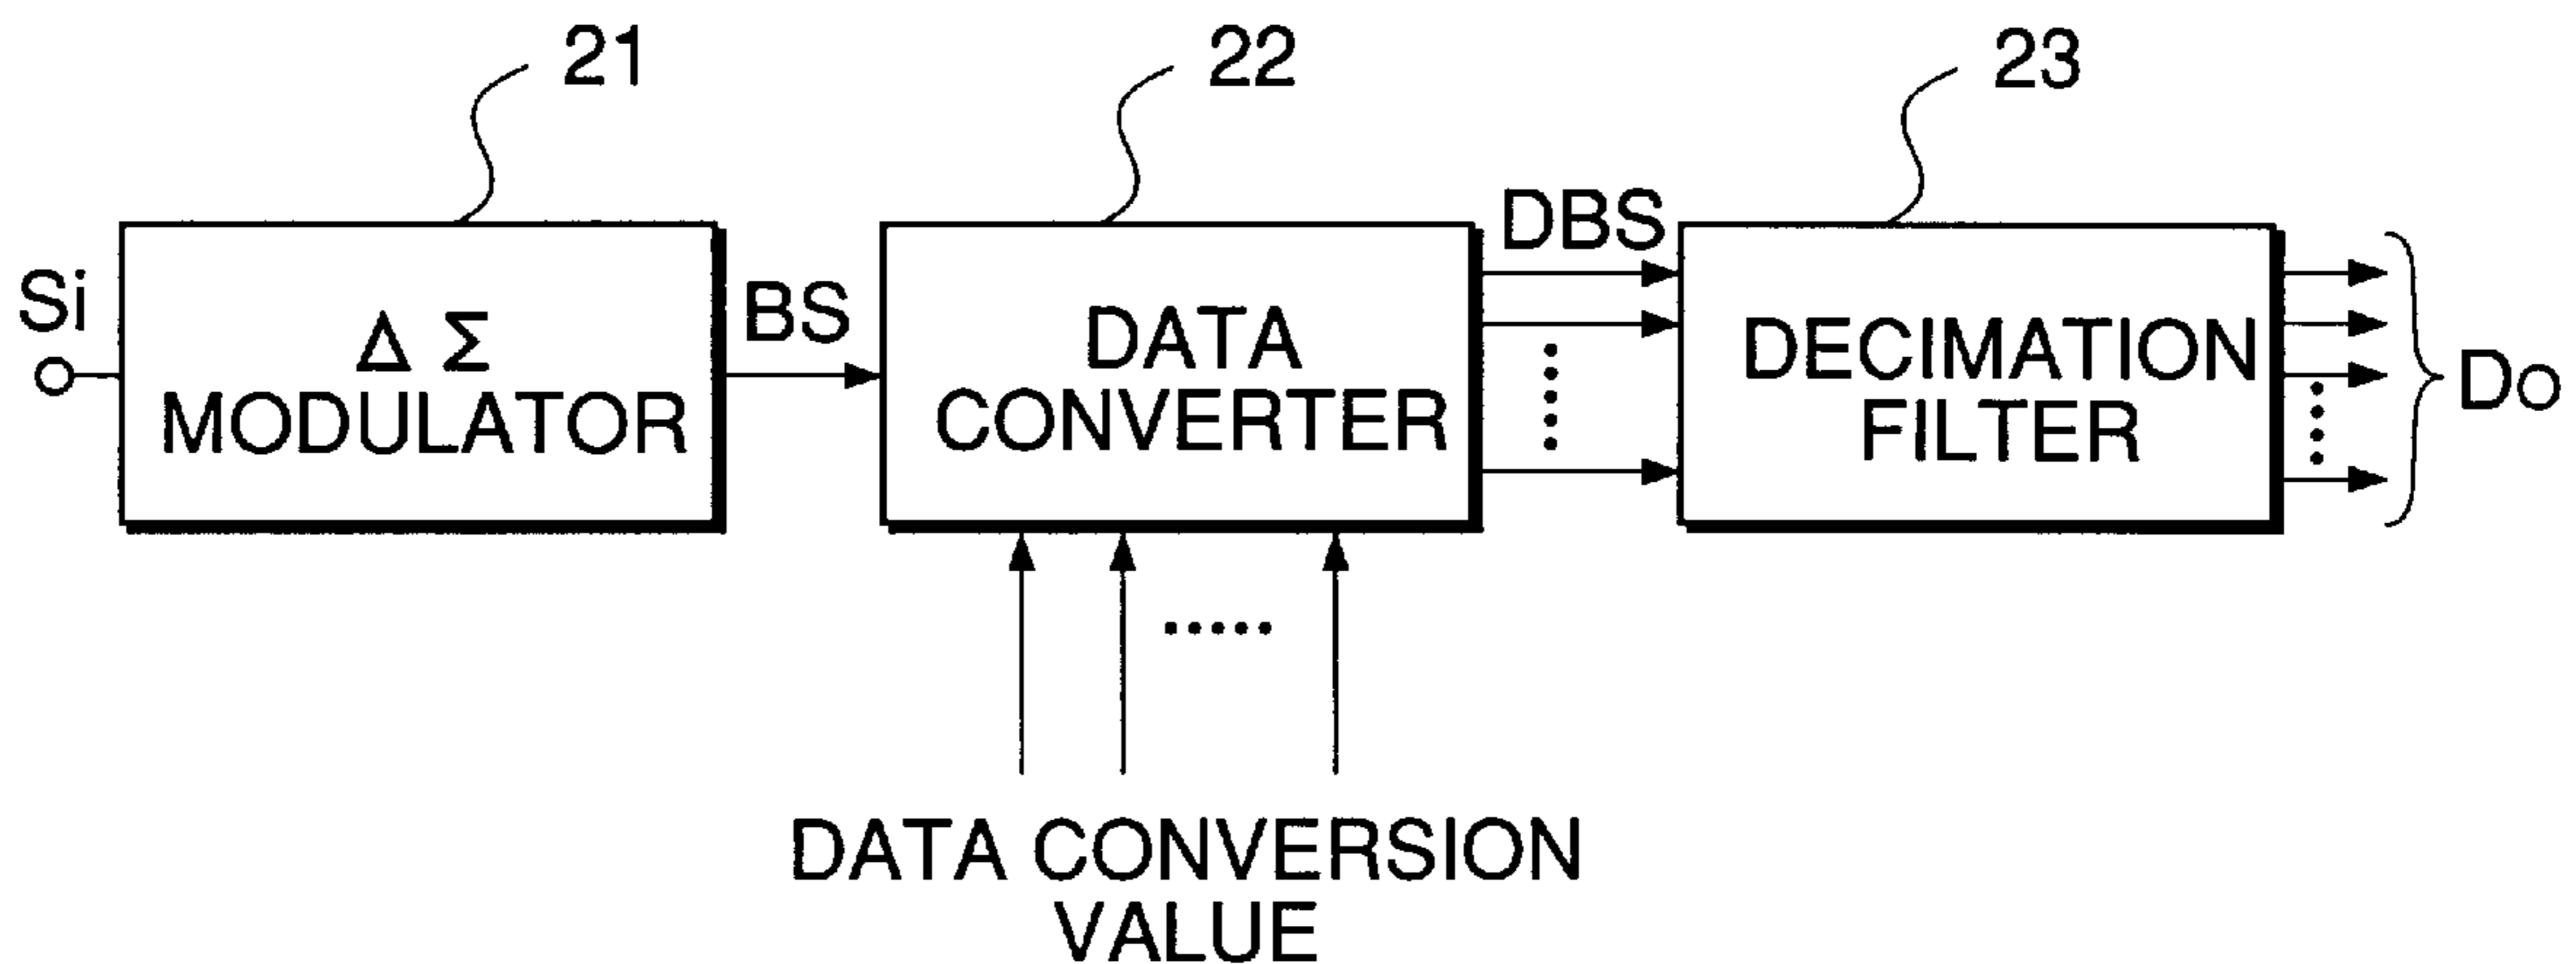 21
22
23
Si
Δ Σ
MODULATOR
BS
DATA
CONVERTER
DBS
DECIMATION
FILTER
Do
DATA CONVERSION
VALUE